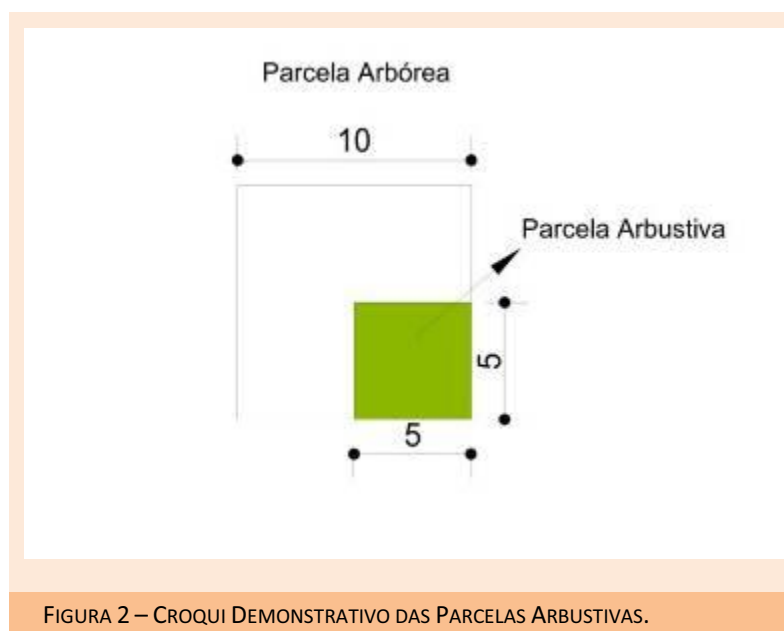 Parcela Arbórea
10
Parcela Arbustiva
5
5
FIGURA 2 – CROQUI DEMONSTRATIVO DAS PARCELAS ARBUSTIVAS.